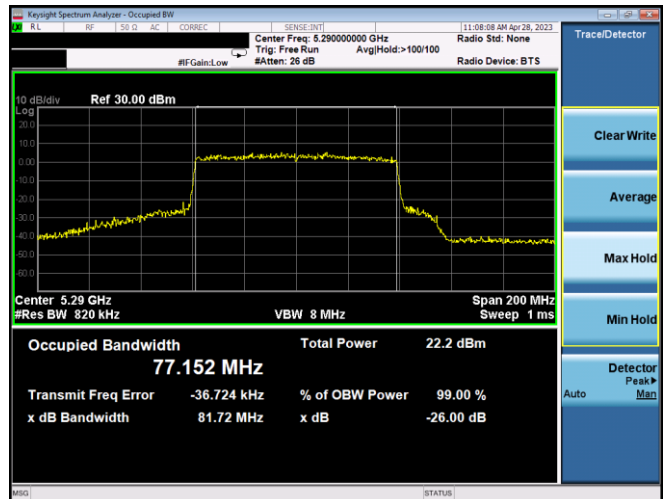 Keysight Spectrum Analyzer - Occupied BW
RL RF 50 Ω AC CORREC SENSE:INT 11:08:08 AM Apr 28, 2023
Center Freq: 5.290000000 GHz Radio Std: None
Trig: Free Run Avg|Hold:>100/100
#IFGain:Low #Atten: 26 dB Radio Device: BTS
10 dB/div Ref 30.00 dBm
Log
20.0
10.0
0.00
-10.0
-20.0
-30.0
-40.0
-50.0
-60.0
Center 5.29 GHz Span 200 MHz
#Res BW 820 kHz VBW 8 MHz Sweep 1 ms
Occupied Bandwidth Total Power 22.2 dBm
77.152 MHz
Transmit Freq Error -36.724 kHz % of OBW Power 99.00 %
x dB Bandwidth 81.72 MHz x dB -26.00 dB
MSG STATUS
Trace/Detector
Clear Write
Average
Max Hold
Min Hold
Detector
Peak▶
Auto Man